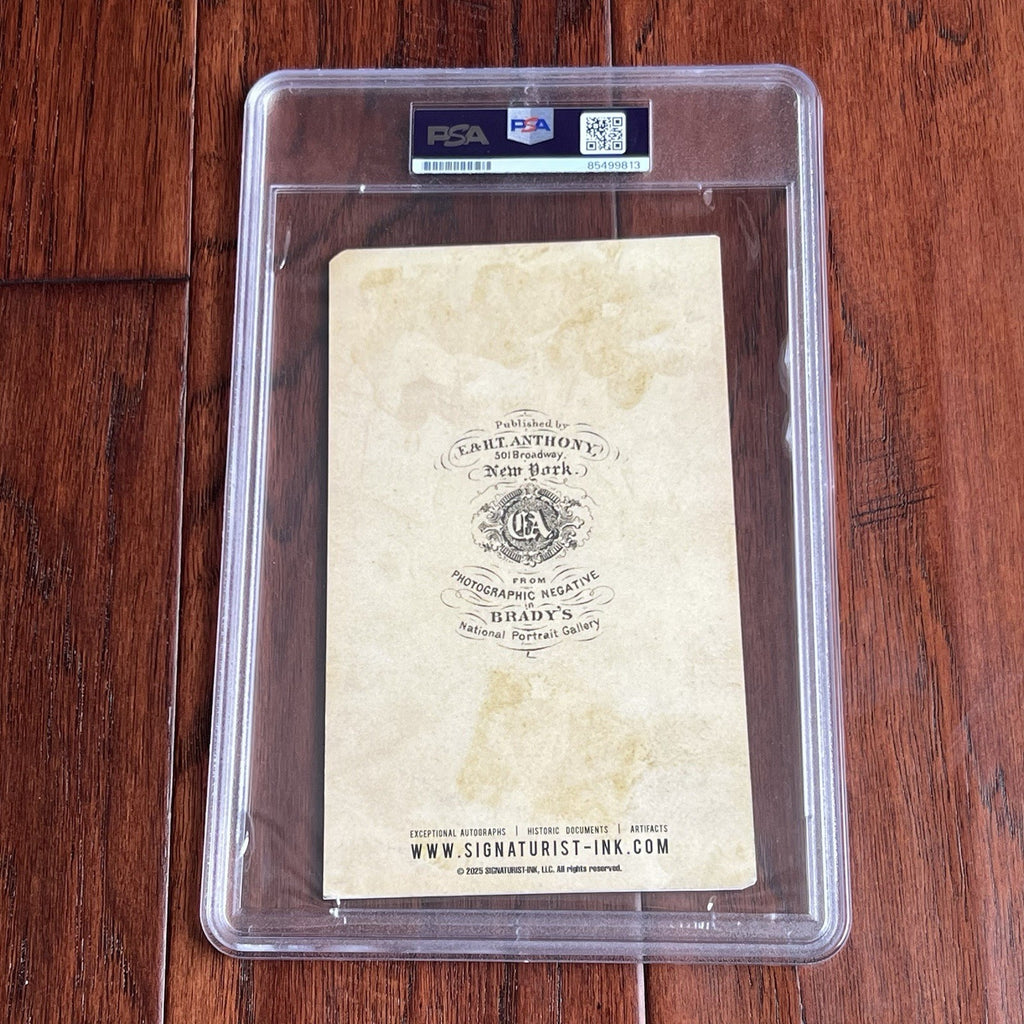 PSA PSA
85499813
Published by
E.&H.T. ANTHONY,
501 Broadway.
New York.
EA
FROM
PHOTOGRAPHIC NEGATIVE
in
BRADY'S
National Portrait Gallery
EXCEPTIONAL AUTOGRAPHS | HISTORIC DOCUMENTS | ARTIFACTS
WWW.SIGNATURIST-INK.COM
© 2025 SIGNATURIST-INK, LLC. All rights reserved.